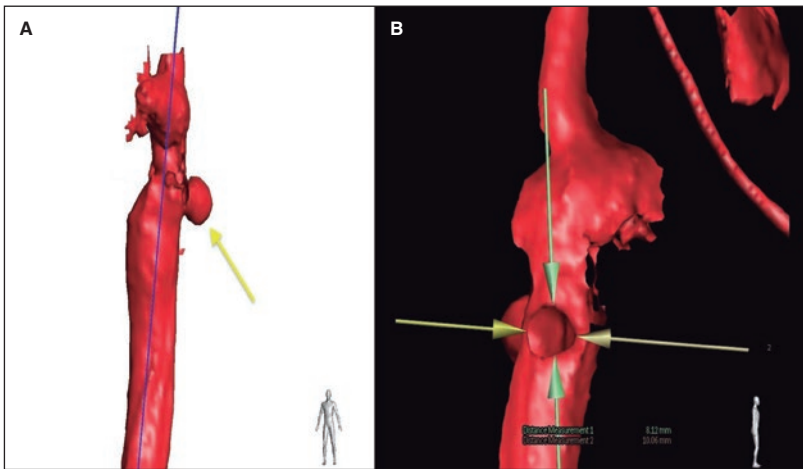 A
B
2
Distance Measurement 1 8.12 mm
Distance Measurement 2 10.06 mm